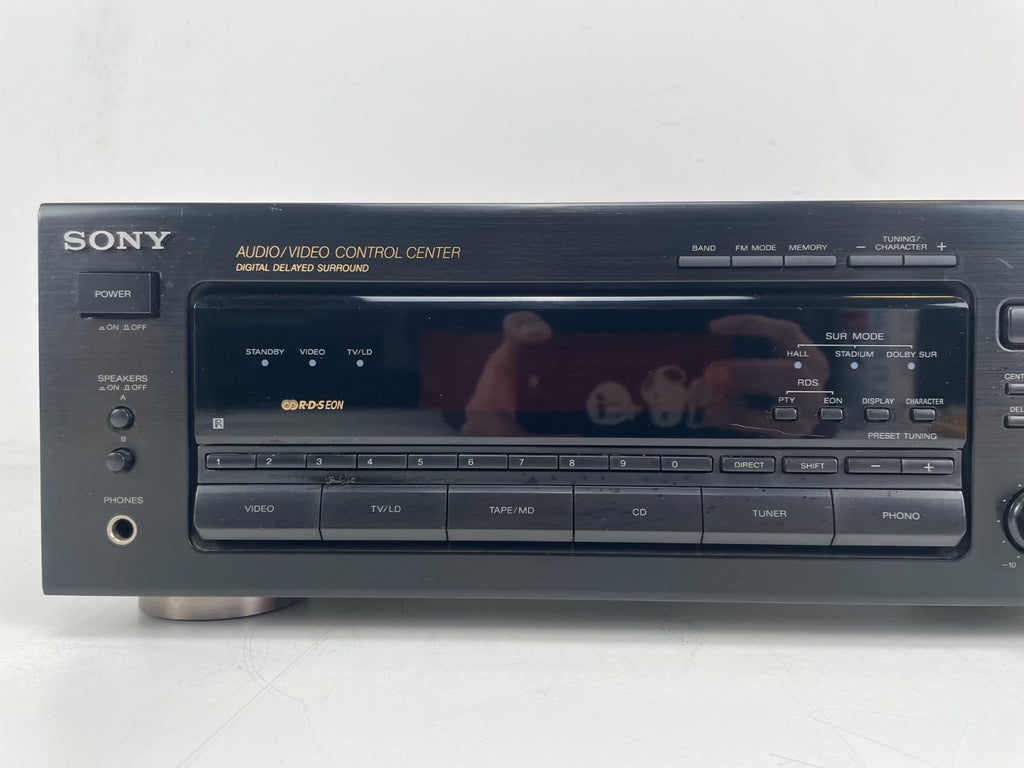 SONY
AUDIO/VIDEO CONTROL CENTER
DIGITAL DELAYED SURROUND
BAND FM MODE MEMORY — TUNING/ CHARACTER +
POWER
ON OFF
STANDBY VIDEO TV/LD
SUR MODE
HALL STADIUM DOLBY SUR
RDS
PTY EON DISPLAY CHARACTER
R·D·S EON
PRESET TUNING
SPEAKERS
ON OFF
A
B
1 2 3 4 5 6 7 8 9 0 DIRECT SHIFT — +
PHONES
VIDEO TV/LD TAPE/MD CD TUNER PHONO
CENT
DEL
-10